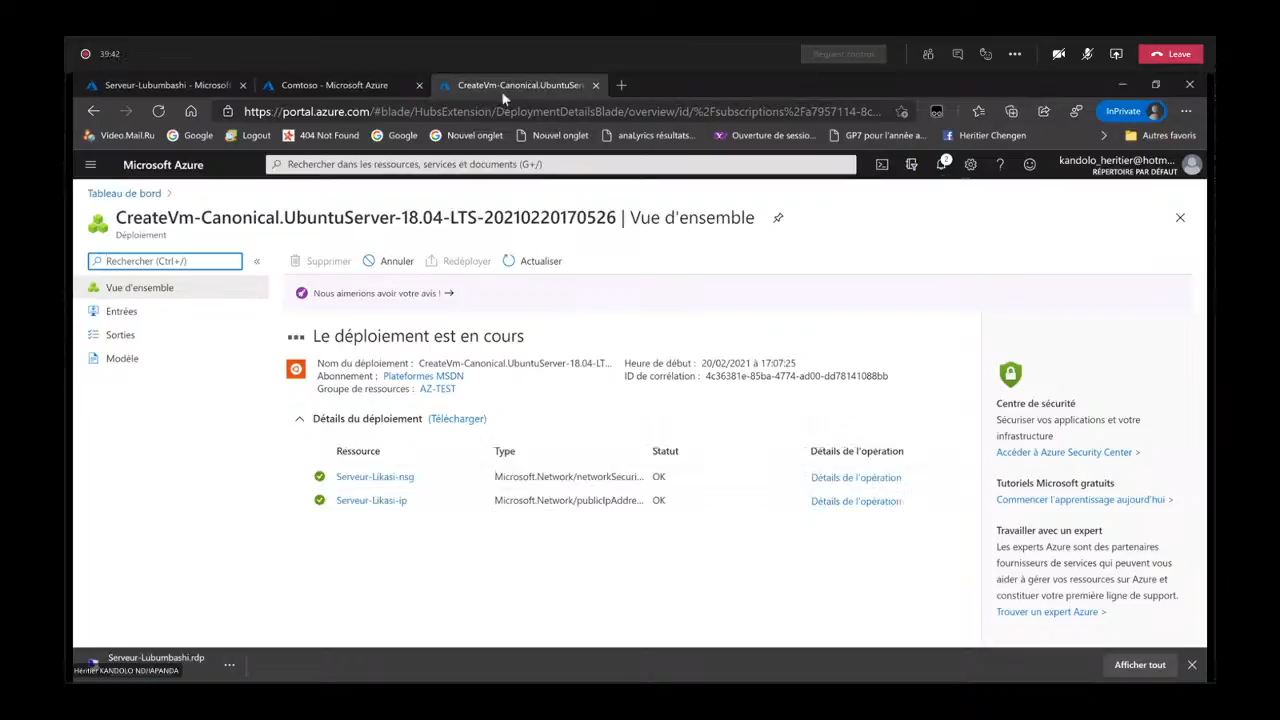 39:42
Request control
Leave
Serveur-Lubumbashi - Microsoft
Comtoso - Microsoft Azure
CreateVm-Canonical.UbuntuServ
https://portal.azure.com/#blade/HubsExtension/DeploymentDetailsBlade/overview/id/%2Fsubscriptions%2Fa7957114-8c...
InPrivate
Video.Mail.Ru
Google
Logout
404 Not Found
Google
Nouvel onglet
Nouvel onglet
anaLyrics résultats...
Ouverture de sessio...
GP7 pour l'année a...
Heritier Chengen
Autres favoris
Microsoft Azure
Rechercher dans les ressources, services et documents (G+/)
2
kandolo_heritier@hotm...
RÉPERTOIRE PAR DÉFAUT
Tableau de bord >
CreateVm-Canonical.UbuntuServer-18.04-LTS-20210220170526 | Vue d'ensemble
Déploiement
Rechercher (Ctrl+/)
«
Supprimer
Annuler
Redéployer
Actualiser
Vue d'ensemble
Entrées
Sorties
Modèle
Nous aimerions avoir votre avis ! →
Le déploiement est en cours
Nom du déploiement : CreateVm-Canonical.UbuntuServer-18.04-LT...
Abonnement : Plateformes MSDN
Groupe de ressources : AZ-TEST
Heure de début : 20/02/2021 à 17:07:25
ID de corrélation : 4c36381e-85ba-4774-ad00-dd78141088bb
Détails du déploiement (Télécharger)
Ressource Type Statut Détails de l'opération
Serveur-Likasi-nsg Microsoft.Network/networkSecuri... OK Détails de l'opération
Serveur-Likasi-ip Microsoft.Network/publicIpAddre... OK Détails de l'opération
Centre de sécurité
Sécuriser vos applications et votre
infrastructure
Accéder à Azure Security Center >
Tutoriels Microsoft gratuits
Commencer l'apprentissage aujourd'hui >
Travailler avec un expert
Les experts Azure sont des partenaires
fournisseurs de services qui peuvent vous
aider à gérer vos ressources sur Azure et
constituer votre première ligne de support.
Trouver un expert Azure >
Serveur-Lubumbashi.rdp
Héritier KANDOLO NDJAPANDA
Afficher tout